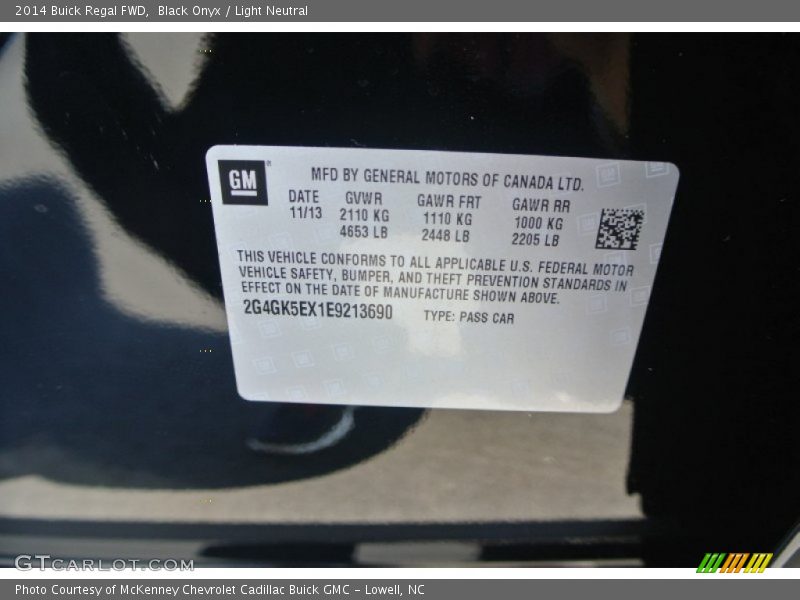 2014 Buick Regal FWD,  Black Onyx / Light Neutral
GM
MFD BY GENERAL MOTORS OF CANADA LTD.
DATE GVWR GAWR FRT GAWR RR
11/13 2110 KG 1110 KG 1000 KG
4653 LB 2448 LB 2205 LB
THIS VEHICLE CONFORMS TO ALL APPLICABLE U.S. FEDERAL MOTOR
VEHICLE SAFETY, BUMPER, AND THEFT PREVENTION STANDARDS IN
EFFECT ON THE DATE OF MANUFACTURE SHOWN ABOVE.
2G4GK5EX1E9213690 TYPE: PASS CAR
GTCARLOT.COM
Photo Courtesy of McKenney Chevrolet Cadillac Buick GMC – Lowell, NC